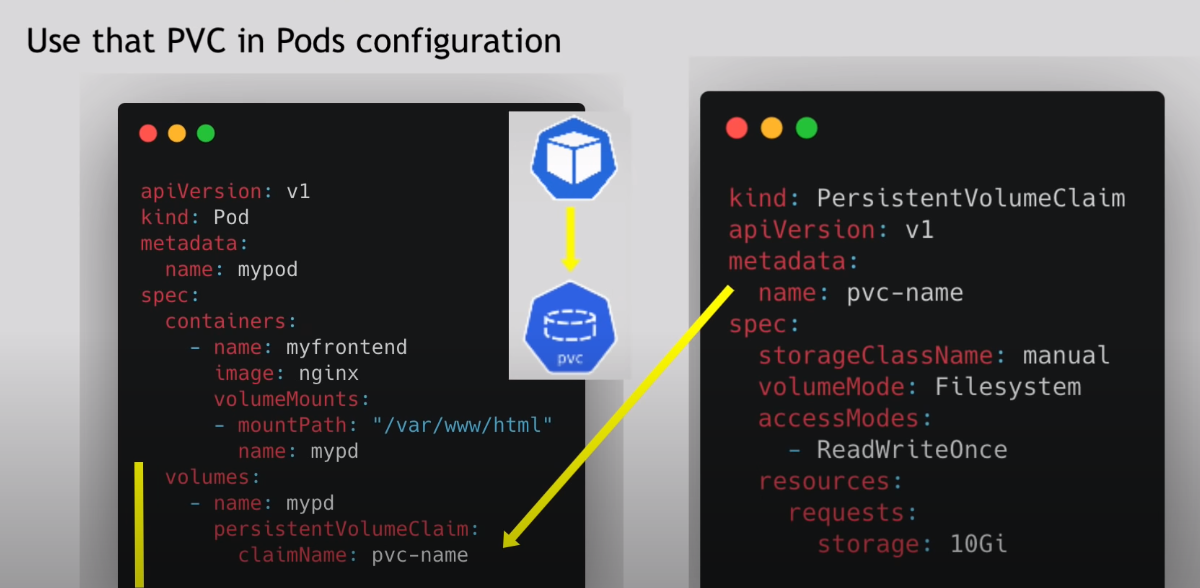 Use that PVC in Pods configuration
apiVersion: v1
kind: Pod
metadata:
  name: mypod
spec:
  containers:
    - name: myfrontend
      image: nginx
      volumeMounts:
      - mountPath: "/var/www/html"
        name: mypd
  volumes:
    - name: mypd
      persistentVolumeClaim:
        claimName: pvc-name
pvc
kind: PersistentVolumeClaim
apiVersion: v1
metadata:
  name: pvc-name
spec:
  storageClassName: manual
  volumeMode: Filesystem
  accessModes:
    - ReadWriteOnce
  resources:
    requests:
      storage: 10Gi